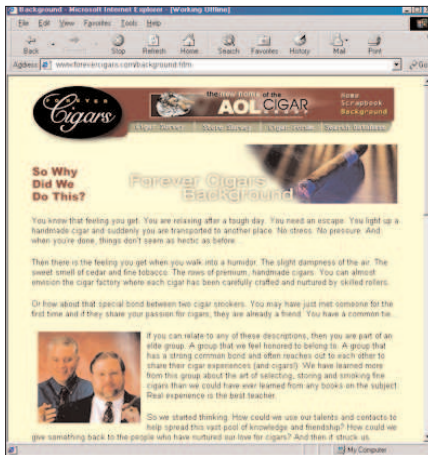 Background - Microsoft Internet Explorer - [Working Offline]
File Edit View Favorites Tools Help
Back Stop Refresh Home Search Favorites History Mail Print
Address www.forevercigars.com/background.htm Go
FOREVER
Cigars
the new home of the
AOL CIGAR
Home
Scrapbook
Background
Cigar Survey
So Why
Did We
Do This?
Forever Cigars
Background
You know that feeling you get. You are relaxing after a tough day. You need an escape. You light up a
handmade cigar and suddenly you are transported to another place. No stress. No pressure. And
when you're done, things don't seem as hectic as before.
Then there is the feeling you get when you walk into a humidor. The slight dampness of the air. The
sweet smell of cedar and fine tobacco. The rows of premium, handmade cigars. You can almost
envision the cigar factory where each cigar has been carefully crafted and nurtured by skilled rollers.
Or how about that special bond between two cigar smokers. You may have just met someone for the
first time and if they share your passion for cigars, they are already a friend. You have a common tie...
If you can relate to any of these descriptions, then you are part of an
elite group. A group that we feel honored to belong to. A group that
has a strong common bond and often reaches out to each other to
share their cigar experiences (and cigars!). We have learned more
from this group about the art of selecting, storing and smoking fine
cigars than we could have ever learned from any books on the subject.
Real experience is the best teacher.
So we started thinking. How could we use our talents and contacts to
help spread this vast pool of knowledge and friendship? How could we
give something back to the people who have nurtured our love for cigars? And then it struck us.
My Computer